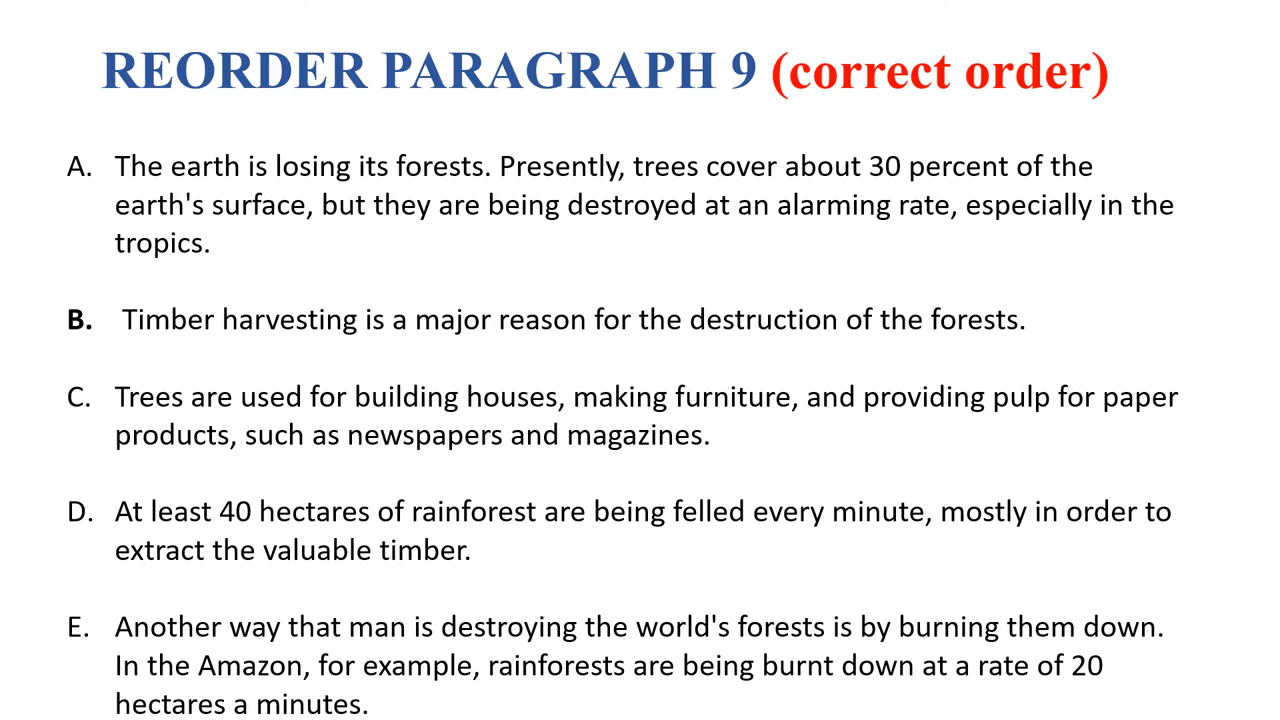 REORDER PARAGRAPH 9 (correct order)
A. The earth is losing its forests. Presently, trees cover about 30 percent of the
earth's surface, but they are being destroyed at an alarming rate, especially in the
tropics.
B. Timber harvesting is a major reason for the destruction of the forests.
C. Trees are used for building houses, making furniture, and providing pulp for paper
products, such as newspapers and magazines.
D. At least 40 hectares of rainforest are being felled every minute, mostly in order to
extract the valuable timber.
E. Another way that man is destroying the world's forests is by burning them down.
In the Amazon, for example, rainforests are being burnt down at a rate of 20
hectares a minutes.